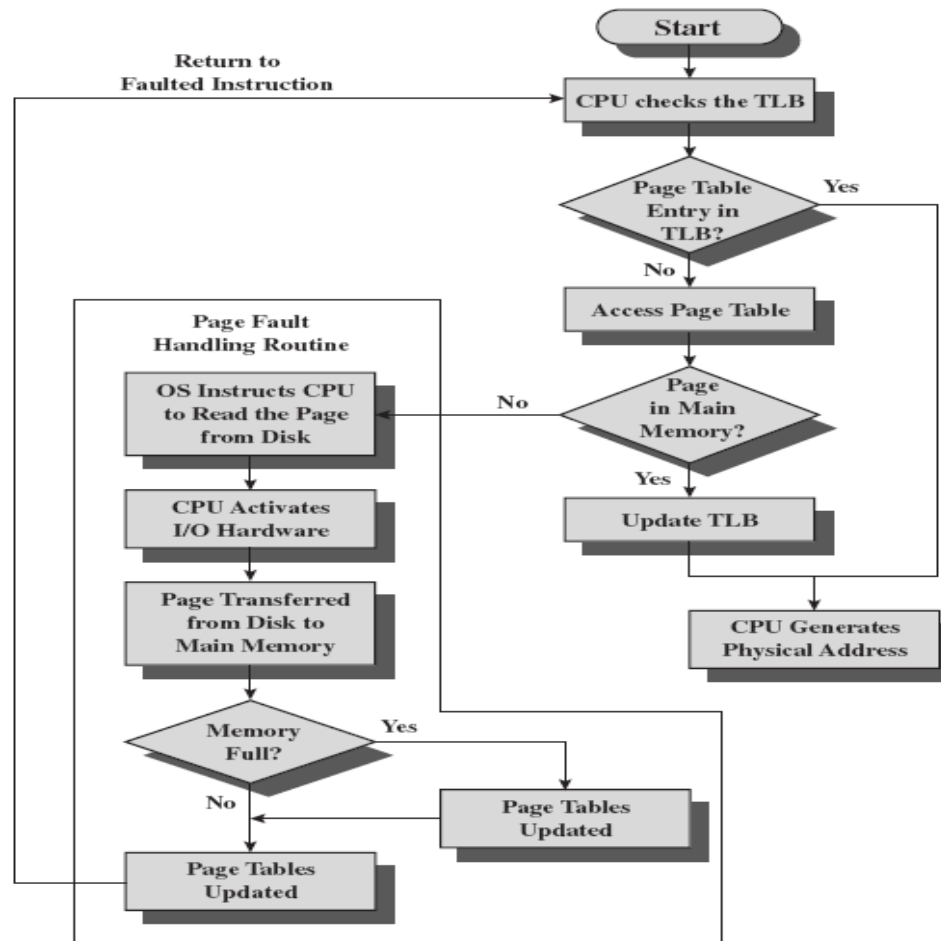 Start
Return to
Faulted Instruction
CPU checks the TLB
Page Table
Entry in
TLB?
Yes
No
Access Page Table
Page Fault
Handling Routine
OS Instructs CPU
to Read the Page
from Disk
No
Page
in Main
Memory?
Yes
CPU Activates
I/O Hardware
Update TLB
Page Transferred
from Disk to
Main Memory
CPU Generates
Physical Address
Memory
Full?
Yes
No
Page Tables
Updated
Page Tables
Updated